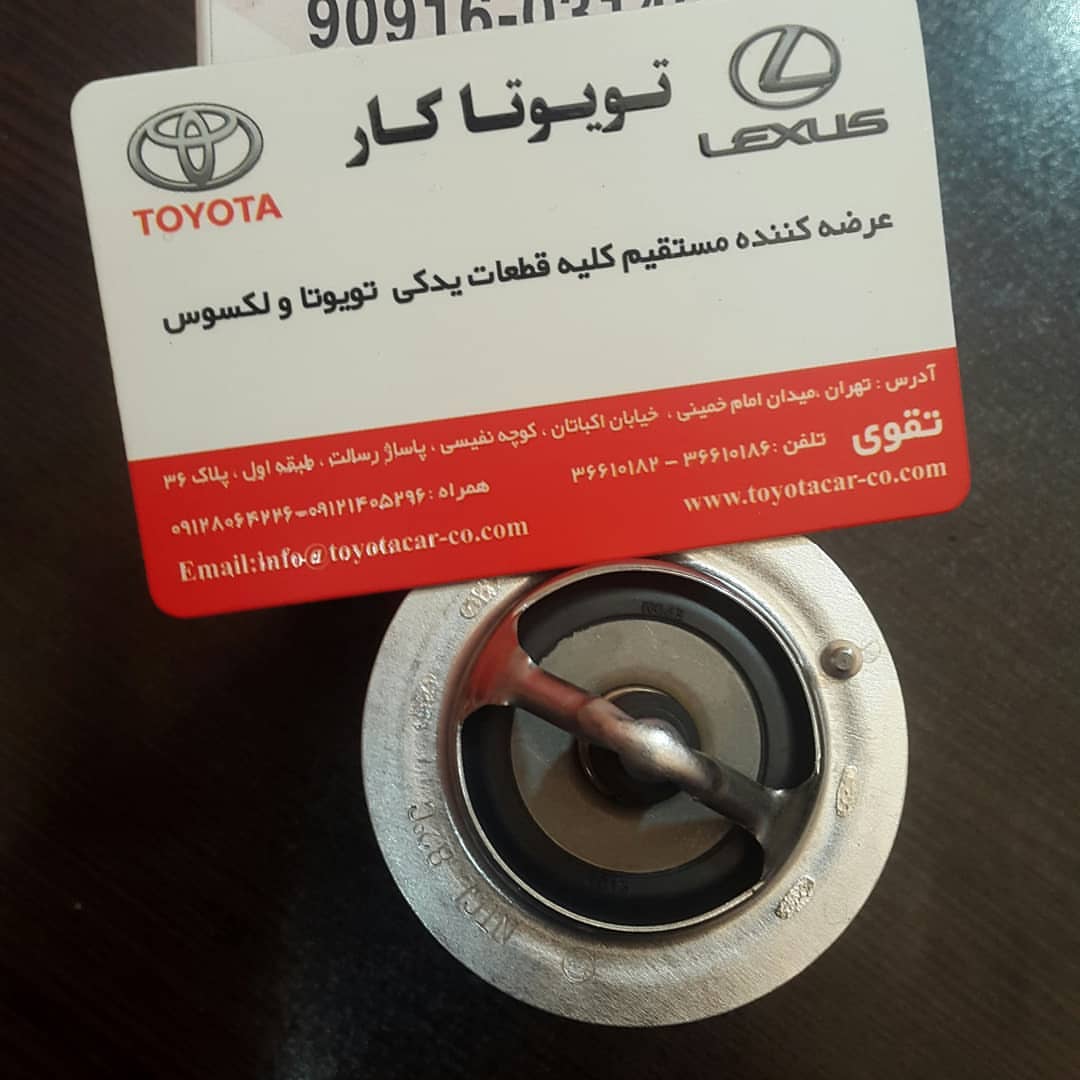 90916-031
LEXUS
تویوتا کار
TOYOTA
عرضه کننده مستقیم کلیه قطعات یدکی تویوتا و لکسوس
آدرس : تهران ،میدان امام خمینی ، خیابان اکباتان ، کوچه نفیسی ، پاساژ رسالت ، طبقه اول ، پلاک ۳۶
تقوی
تلفن : ۳۶۶۱۰۱۸۶ – ۳۶۶۱۰۱۸۲
همراه : ۰۹۱۲۱۴۰۵۲۹۶-۰۹۱۲۸۰۶۴۲۲۶
www.toyotacar-co.com
Email:info@toyotacar-co.com
82°C